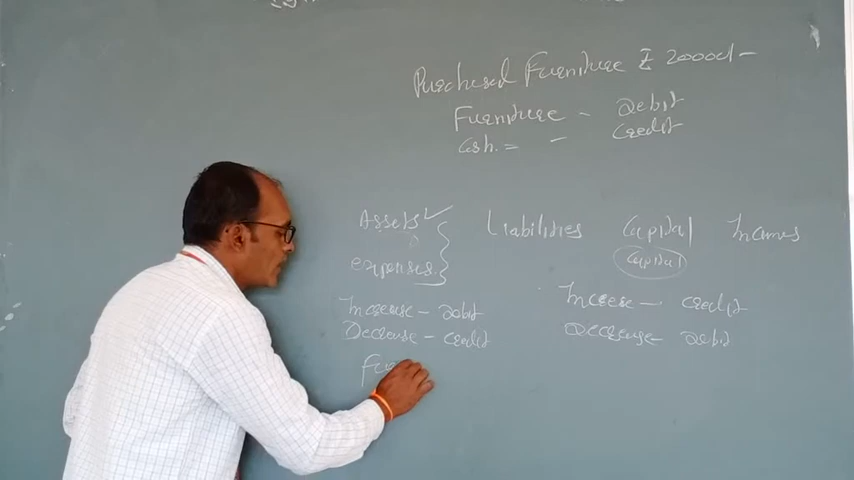 Purchased Furniture ₹ 20000/-
Furniture - Debit
Cash = - Credit
Assets Liabilities Capital Incomes
expenses Capital
Increase - debit Increase - credit
Decrease - credit Decrease - debit
Fur